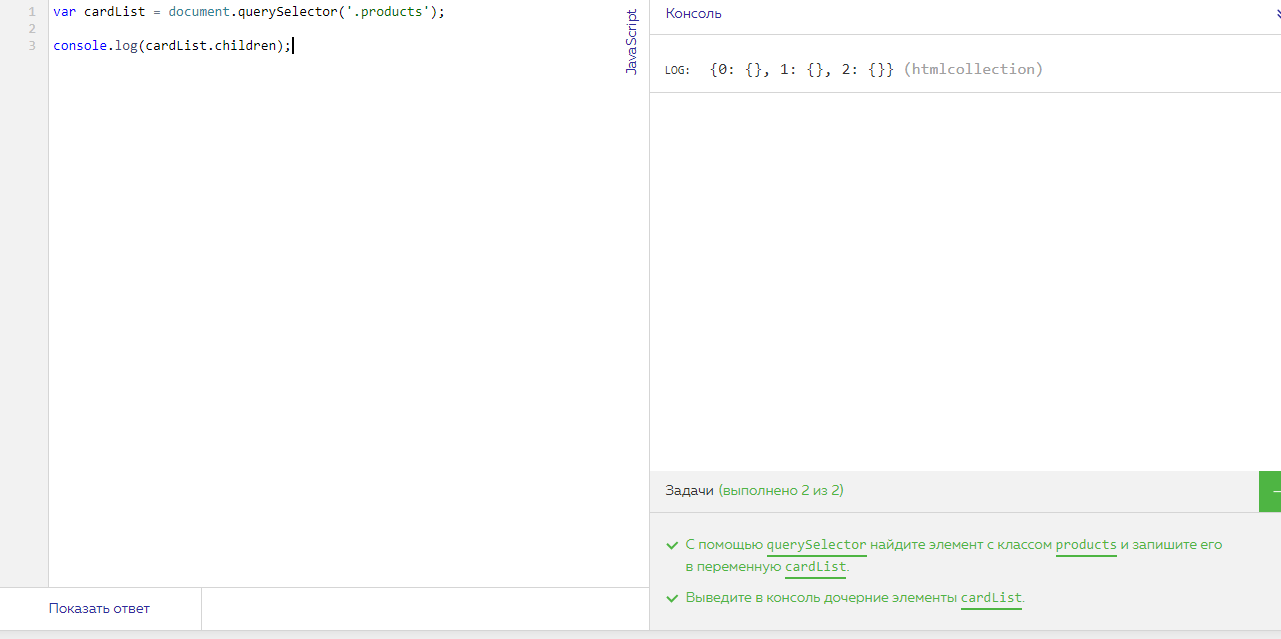 1 var cardList = document.querySelector('.products');
2
3 console.log(cardList.children);
JavaScript
Показать ответ
Консоль
LOG: {0: {}, 1: {}, 2: {}} (htmlcollection)
Задачи (выполнено 2 из 2)
С помощью querySelector найдите элемент с классом products и запишите его
в переменную cardList.
Выведите в консоль дочерние элементы cardList.